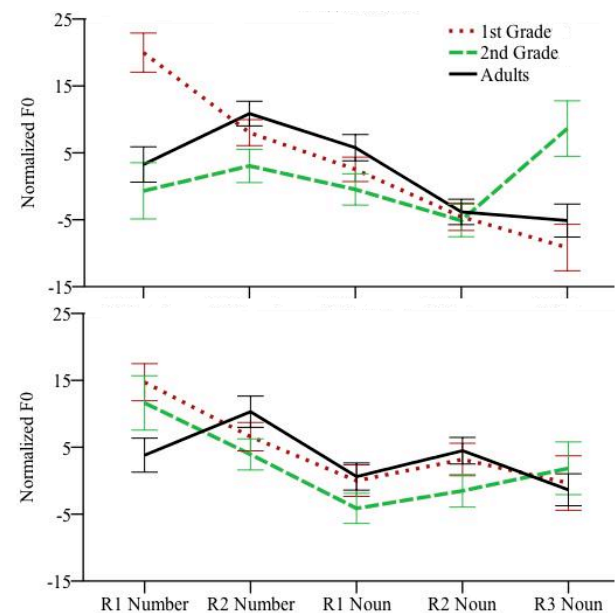 25
1st Grade
2nd Grade
Adults
15
5
-5
-15
Normalized F0
25
15
5
-5
-15
Normalized F0
R1 Number R2 Number R1 Noun R2 Noun R3 Noun